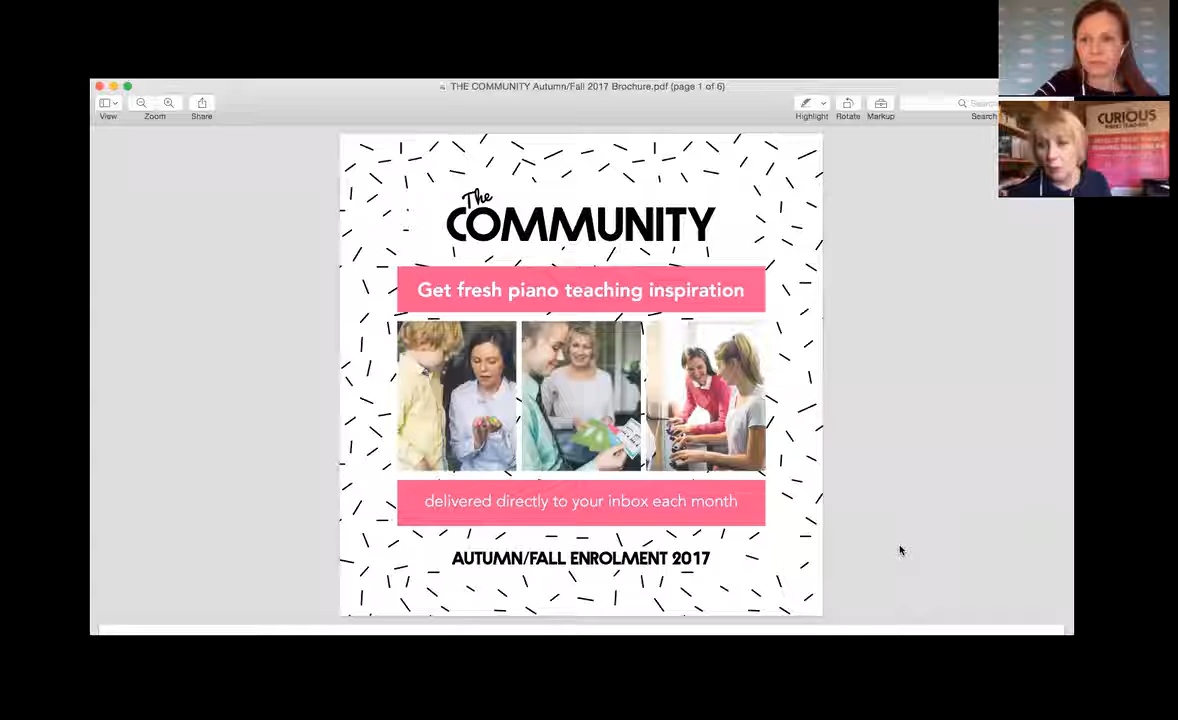 THE COMMUNITY Autumn/Fall 2017 Brochure.pdf (page 1 of 6)
View
Zoom
Share
Highlight
Rotate
Markup
Search
Search
CURIOUS
The
COMMUNITY
Get fresh piano teaching inspiration
delivered directly to your inbox each month
AUTUMN/FALL ENROLMENT 2017